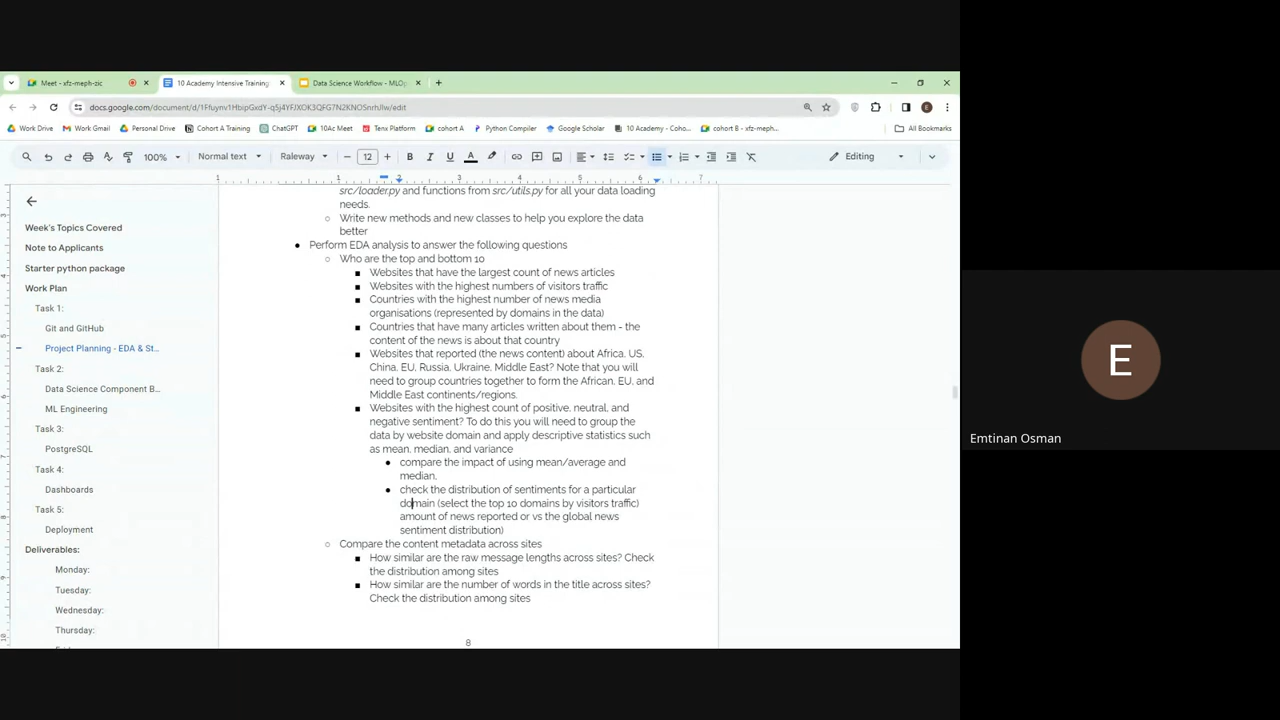 Meet - xfz-meph-zic
10 Academy Intensive Training
Data Science Workflow - MLOp
Work Drive
Work Gmail
Personal Drive
Cohort A Training
ChatGPT
10Ac Meet
Tenx Platform
cohort A
Python Compiler
Google Scholar
10 Academy - Coho...
cohort B - xfz-meph...
All Bookmarks
100%
Normal text
Raleway
12
Editing
Week's Topics Covered
Note to Applicants
Starter python package
Work Plan
Task 1:
Git and GitHub
Project Planning - EDA & St...
Task 2:
Data Science Component B...
ML Engineering
Task 3:
PostgreSQL
Task 4:
Dashboards
Task 5:
Deployment
Deliverables:
Monday:
Tuesday:
Wednesday:
Thursday:
src/loader.py and functions from src/utils.py for all your data loading
needs.
Write new methods and new classes to help you explore the data
better
Perform EDA analysis to answer the following questions
Who are the top and bottom 10
Websites that have the largest count of news articles
Websites with the highest numbers of visitors traffic
Countries with the highest number of news media
organisations (represented by domains in the data)
Countries that have many articles written about them - the
content of the news is about that country
Websites that reported (the news content) about Africa, US,
China, EU, Russia, Ukraine, Middle East? Note that you will
need to group countries together to form the African, EU, and
Middle East continents/regions.
Websites with the highest count of positive, neutral, and
negative sentiment? To do this you will need to group the
data by website domain and apply descriptive statistics such
as mean, median, and variance
compare the impact of using mean/average and
median,
check the distribution of sentiments for a particular
domain (select the top 10 domains by visitors traffic)
amount of news reported or vs the global news
sentiment distribution)
Compare the content metadata across sites
How similar are the raw message lengths across sites? Check
the distribution among sites
How similar are the number of words in the title across sites?
Check the distribution among sites
8
E
Emtinan Osman